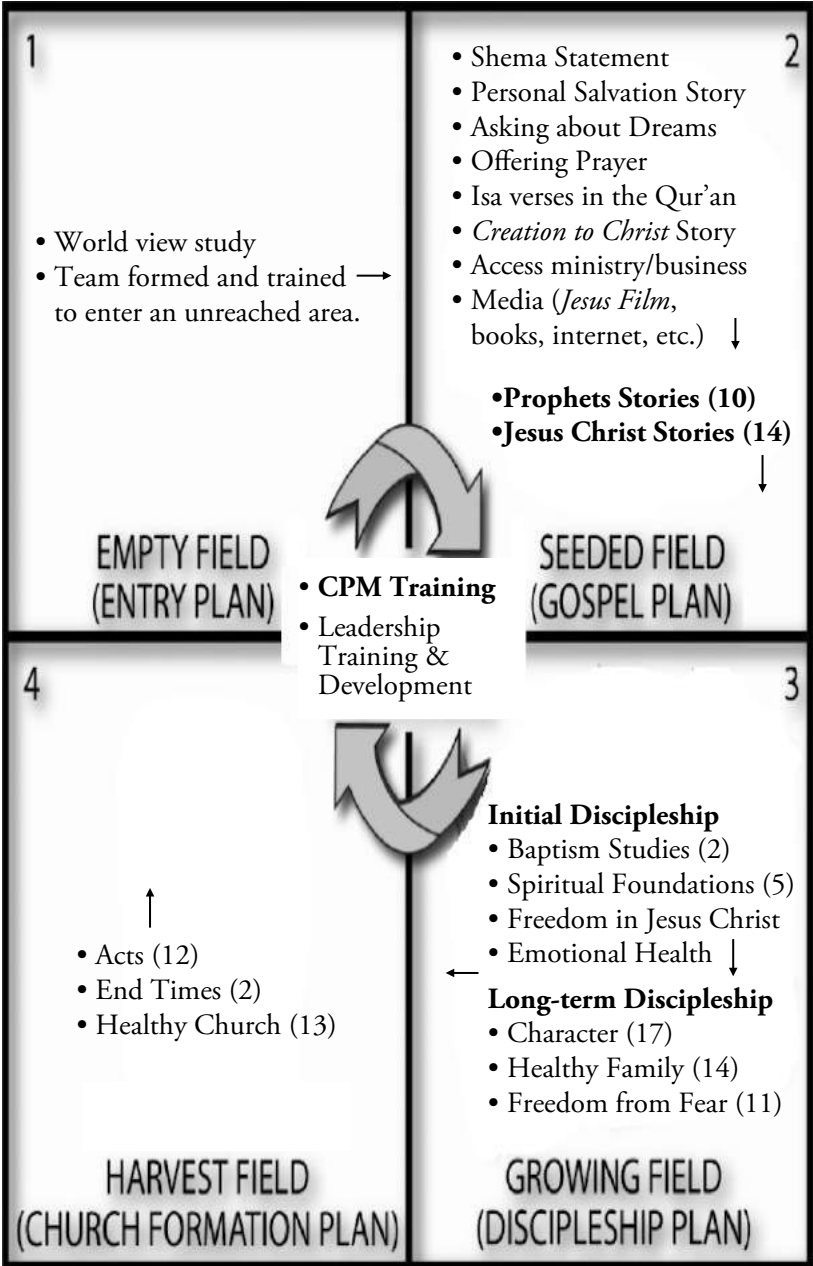 1
• World view study
• Team formed and trained
to enter an unreached area.
EMPTY FIELD
(ENTRY PLAN)
2
• Shema Statement
• Personal Salvation Story
• Asking about Dreams
• Offering Prayer
• Isa verses in the Qur’an
• Creation to Christ Story
• Access ministry/business
• Media (Jesus Film,
books, internet, etc.)
•Prophets Stories (10)
•Jesus Christ Stories (14)
SEEDED FIELD
(GOSPEL PLAN)
• CPM Training
• Leadership
Training &
Development
3
Initial Discipleship
• Baptism Studies (2)
• Spiritual Foundations (5)
• Freedom in Jesus Christ
• Emotional Health
Long-term Discipleship
• Character (17)
• Healthy Family (14)
• Freedom from Fear (11)
GROWING FIELD
(DISCIPLESHIP PLAN)
4
• Acts (12)
• End Times (2)
• Healthy Church (13)
HARVEST FIELD
(CHURCH FORMATION PLAN)